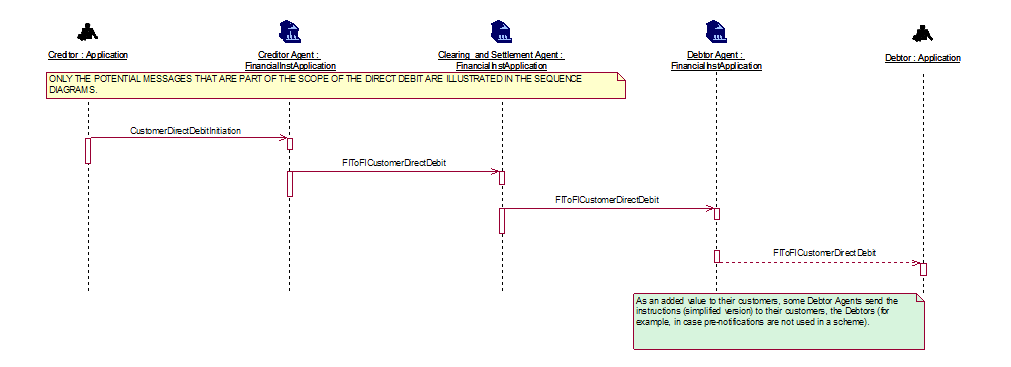 Creditor : Application
Creditor Agent :
FinancialInstApplication
Clearing and Settlement Agent :
FinancialInstApplication
Debtor Agent :
FinancialInstApplication
Debtor : Application
ONLY THE POTENTIAL MESSAGES THAT ARE PART OF THE SCOPE OF THE DIRECT DEBIT ARE ILLUSTRATED IN THE SEQUENCE
DIAGRAMS.
CustomerDirectDebitInitiation
FIToFICustomerDirectDebit
FIToFICustomerDirectDebit
FIToFICustomerDirectDebit
As an added value to their customers, some Debtor Agents send the
instructions (simplified version) to their customers, the Debtors (for
example, in case pre-notifications are not used in a scheme).